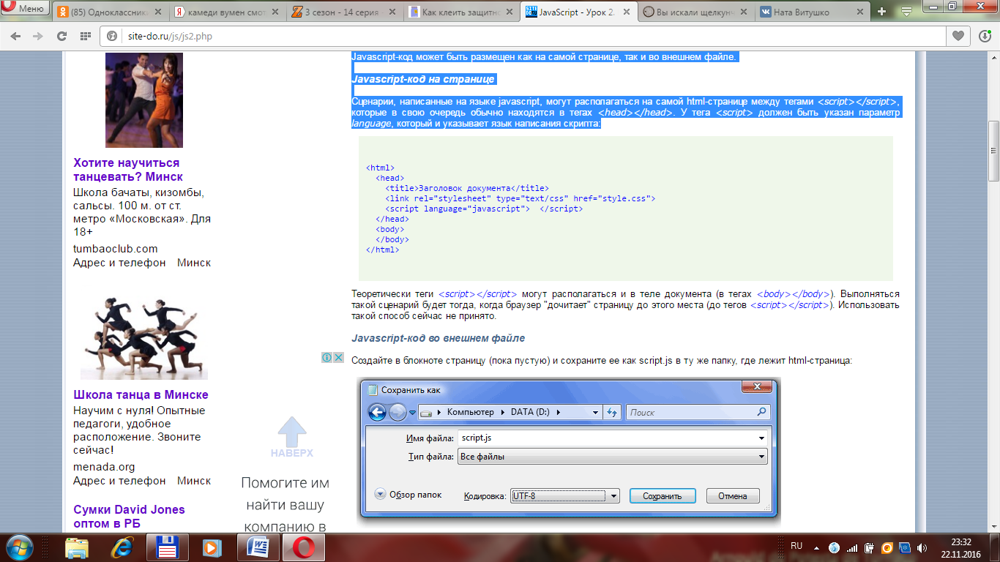 Меню
(85) Одноклассники
камеди вумен смот
3 сезон - 14 серия
Как клеить защитно
JavaScript - Урок 2.
Вы искали щелкунч
Ната Витушко
site-do.ru/js/js2.php
Javascript-код может быть размещен как на самой странице, так и во внешнем файле.
Javascript-код на странице
Сценарии, написанные на языке javascript, могут располагаться на самой html-странице между тегами <script></script>,
которые в свою очередь обычно находятся в тегах <head></head>. У тега <script> должен быть указан параметр
language, который и указывает язык написания скрипта:
<html>
<head>
<title>Заголовок документа</title>
<link rel="stylesheet" type="text/css" href="style.css">
<script language="javascript">  </script>
</head>
<body>
</body>
</html>
Теоретически теги <script></script> могут располагаться и в теле документа (в тегах <body></body>). Выполняться
такой сценарий будет тогда, когда браузер "дочитает" страницу до этого места (до тегов <script></script>). Использовать
такой способ сейчас не принято.
Javascript-код во внешнем файле
Создайте в блокноте страницу (пока пустую) и сохраните ее как script.js в ту же папку, где лежит html-страница:
Сохранить как
Компьютер
DATA (D:)
Поиск
Имя файла:
script.js
Тип файла:
Все файлы
Обзор папок
Кодировка:
UTF-8
Сохранить
Отмена
Хотите научиться
танцевать? Минск
Школа бачаты, кизомбы,
сальсы. 100 м. от ст.
метро «Московская». Для
18+
tumbaoclub.com
Адрес и телефон Минск
Школа танца в Минске
Научим с нуля! Опытные
педагоги, удобное
расположение. Звоните
сейчас!
menada.org
Адрес и телефон Минск
Сумки David Jones
оптом в РБ
НАВЕРХ
Помогите им
найти вашу
компанию в
RU
23:32
22.11.2016